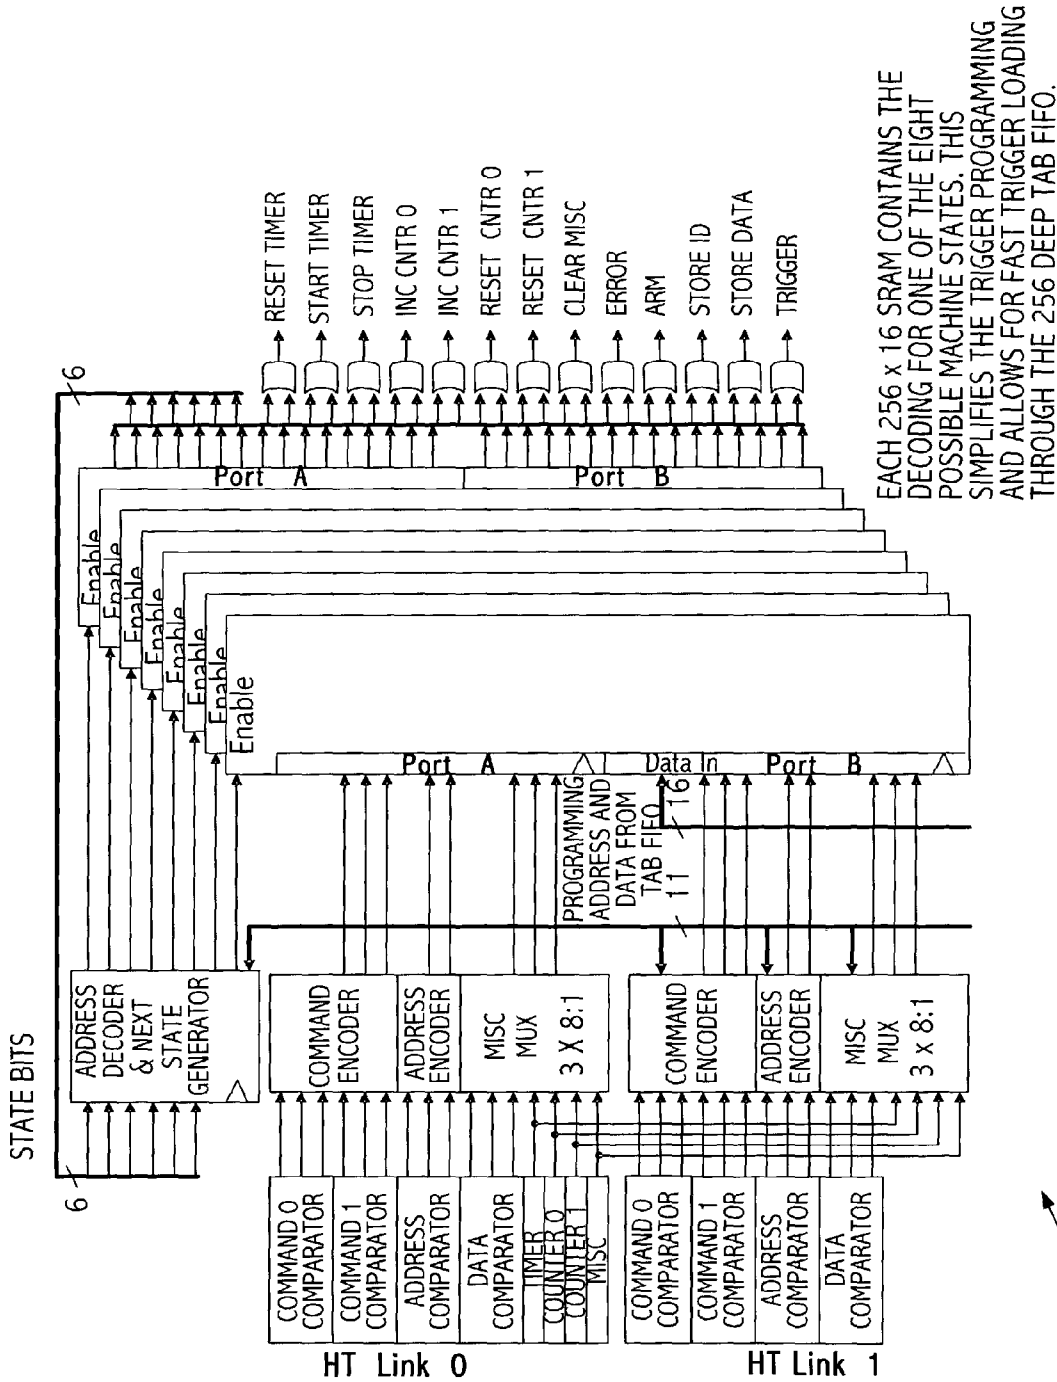 STATE BITS
6
6
ADDRESS
DECODER
& NEXT
STATE
GENERATOR
Enable
Enable
Enable
Enable
Enable
Enable
Enable
Enable
Port A
Port B
RESET TIMER
START TIMER
STOP TIMER
INC CNTR 0
INC CNTR 1
RESET CNTR 0
RESET CNTR 1
CLEAR MISC
ERROR
ARM
STORE ID
STORE DATA
TRIGGER
HT Link 0
COMMAND 0
COMPARATOR
COMMAND 1
COMPARATOR
ADDRESS
COMPARATOR
DATA
COMPARATOR
TIMER
COUNTER 0
COUNTER 1
MISC
COMMAND
ENCODER
ADDRESS
ENCODER
MISC
MUX
3 X 8:1
Port A
Data In
Port B
PROGRAMMING
ADDRESS AND
DATA FROM
TAB FIFO
11
16
HT Link 1
COMMAND 0
COMPARATOR
COMMAND 1
COMPARATOR
ADDRESS
COMPARATOR
DATA
COMPARATOR
COMMAND
ENCODER
ADDRESS
ENCODER
MISC
MUX
3 x 8:1
EACH 256 x 16 SRAM CONTAINS THE
DECODING FOR ONE OF THE EIGHT
POSSIBLE MACHINE STATES. THIS
SIMPLIFIES THE TRIGGER PROGRAMMING
AND ALLOWS FOR FAST TRIGGER LOADING
THROUGH THE 256 DEEP TAB FIFO.